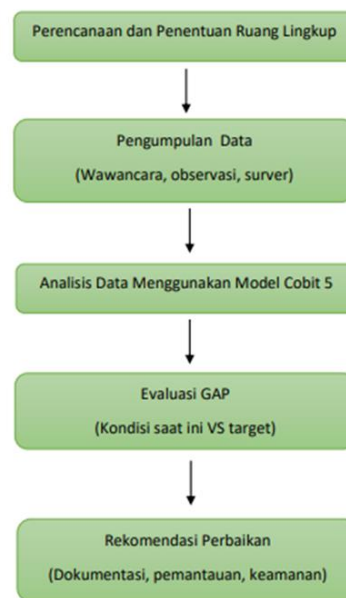 Perencanaan dan Penentuan Ruang Lingkup
Pengumpulan Data
(Wawancara, observasi, surver)
Analisis Data Menggunakan Model Cobit 5
Evaluasi GAP
(Kondisi saat ini VS target)
Rekomendasi Perbaikan
(Dokumentasi, pemantauan, keamanan)